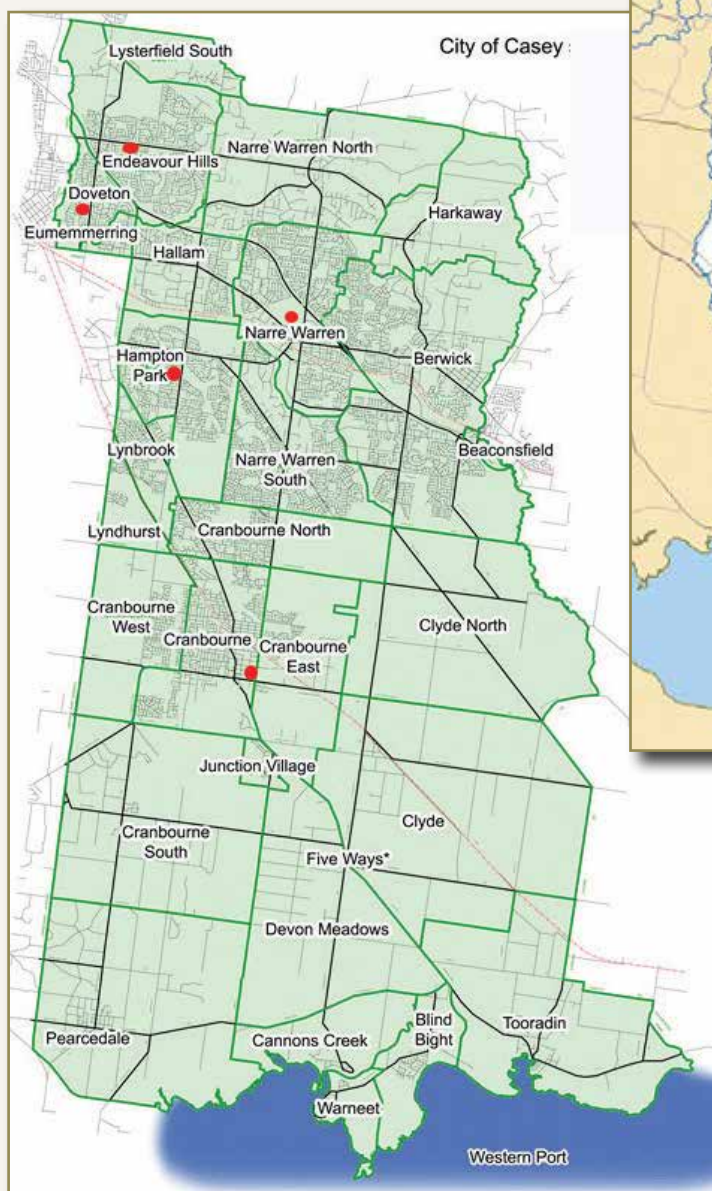 City of Casey
Lysterfield South
Narre Warren North
Endeavour Hills
Doveton
Harkaway
Eumemmerring
Hallam
Narre Warren
Hampton
Park
Berwick
Lynbrook
Narre Warren
South
Beaconsfield
Lyndhurst
Cranbourne North
Cranbourne
West
Cranbourne
Cranbourne
East
Clyde North
Junction Village
Cranbourne
South
Clyde
Five Ways*
Devon Meadows
Pearcedale
Cannons Creek
Blind
Bight
Tooradin
Warneet
Western Port